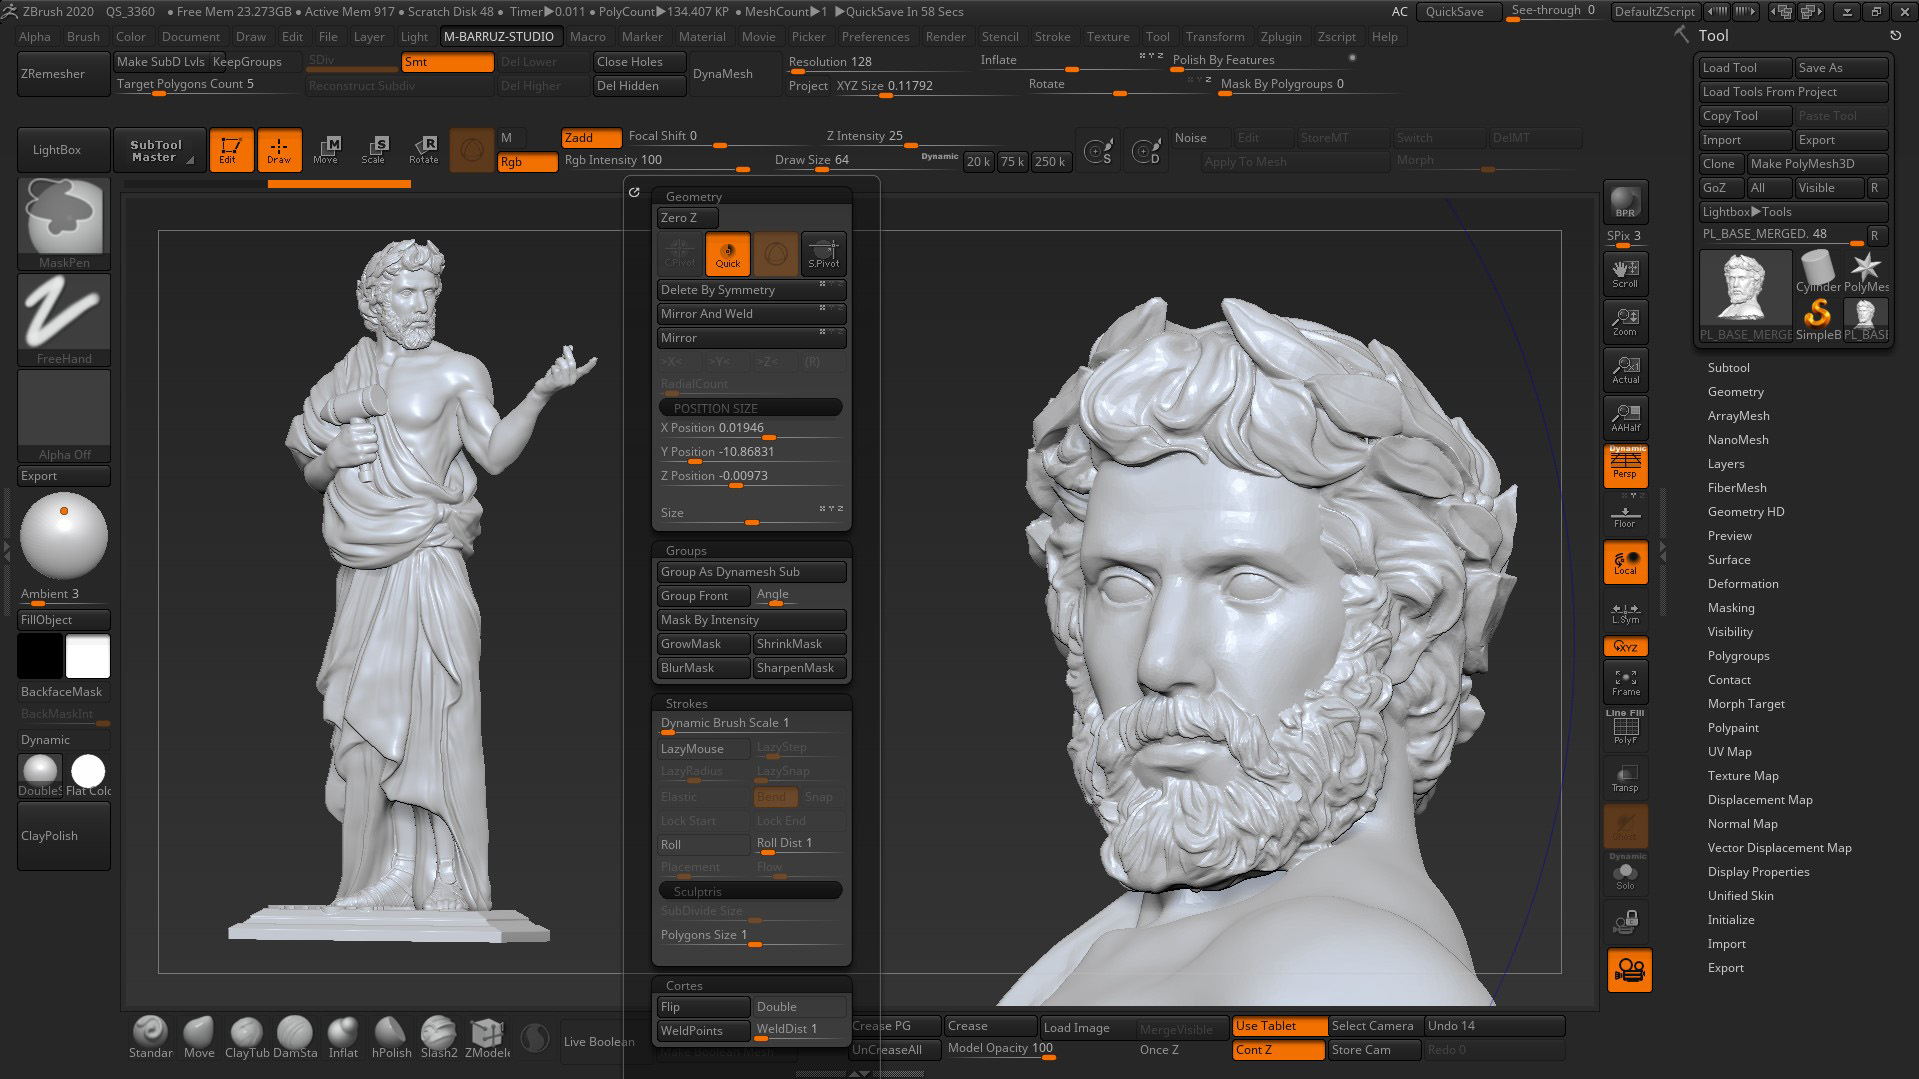 ZBrush 2020 QS_3360 • Free Mem 23.273GB • Active Mem 917 • Scratch Disk 48 • Timer▶0.011 • PolyCount▶134.407 KP • MeshCount▶1 ▶QuickSave In 58 Secs AC QuickSave See-through 0 DefaultZScript
Alpha Brush Color Document Draw Edit File Layer Light M-BARRUZ-STUDIO Macro Marker Material Movie Picker Preferences Render Stencil Stroke Texture Tool Transform Zplugin Zscript Help
ZRemesher
Make SubD Lvls KeepGroups SDiv Smt Del Lower Close Holes
Target Polygons Count 5 Reconstruct Subdiv Del Higher Del Hidden
DynaMesh
Resolution 128 Inflate Polish By Features
Project XYZ Size 0.11792 Rotate Mask By Polygroups 0
LightBox
SubTool Master
Edit Draw Move Scale Rotate
M Zadd Focal Shift 0 Z Intensity 25
Rgb Rgb Intensity 100 Draw Size 64 Dynamic 20 k 75 k 250 k
S D
Noise Edit StoreMT Switch DelMT
Apply To Mesh Morph
MaskPen
FreeHand
Alpha Off
Export
Ambient 3
FillObject
BackfaceMask
BackMaskInt
Dynamic
DoubleS Flat Colo
ClayPolish
Geometry
Zero Z
C.Pivot Quick S.Pivot
Delete By Symmetry
Mirror And Weld
Mirror
>X< >Y< >Z< (R)
RadialCount
POSITION SIZE
X Position 0.01946
Y Position -10.86831
Z Position -0.00973
Size X Y Z
Groups
Group As Dynamesh Sub
Group Front Angle
Mask By Intensity
GrowMask ShrinkMask
BlurMask SharpenMask
Strokes
Dynamic Brush Scale 1
LazyMouse LazyStep
LazyRadius LazySnap
Elastic Bend Snap
Lock Start Lock End
Roll Roll Dist 1
Placement Flow
Sculptris
SubDivide Size
Polygons Size 1
Cortes
Flip Double
WeldPoints WeldDist 1
Make Boolean Mesh
BPR
SPix 3
Scroll
Zoom
Actual
AAHalf
Dynamic
Persp
Floor
Local
L.Sym
XYZ
Frame
Line Fill
PolyF
Transp
Ghost
Dynamic
Solo
Tool
Load Tool Save As
Load Tools From Project
Copy Tool Paste Tool
Import Export
Clone Make PolyMesh3D
GoZ All Visible R
Lightbox▶Tools
PL_BASE_MERGED. 48 R
Cylinder PolyMes
PL_BASE_MERGE SimpleB PL_BASE
Subtool
Geometry
ArrayMesh
NanoMesh
Layers
FiberMesh
Geometry HD
Preview
Surface
Deformation
Masking
Visibility
Polygroups
Contact
Morph Target
Polypaint
UV Map
Texture Map
Displacement Map
Normal Map
Vector Displacement Map
Display Properties
Unified Skin
Initialize
Import
Export
Standar Move ClayTub DamSta Inflat hPolish Slash2 ZModele
Live Boolean
Crease PG Crease Load Image MergeVisible Use Tablet Select Camera Undo 14
UnCreaseAll Model Opacity 100 Once Z Cont Z Store Cam Redo 0